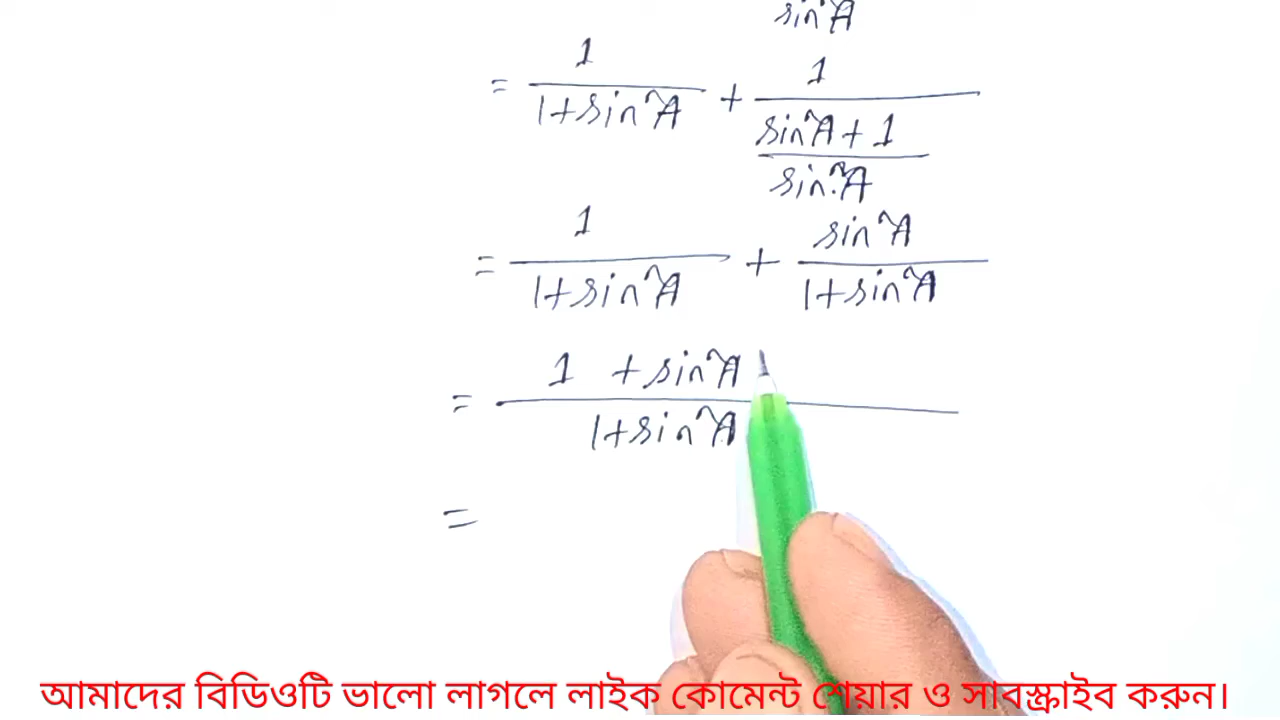 sin²A
= 1/(1+sin²A) + 1/((sin²A+1)/sin²A)
= 1/(1+sin²A) + sin²A/(1+sin²A)
= (1 + sin²A)/(1+sin²A)
=
আমাদের বিডিওটি ভালো লাগলে লাইক কোমেন্ট শেয়ার ও সাবস্ক্রাইব করুন।